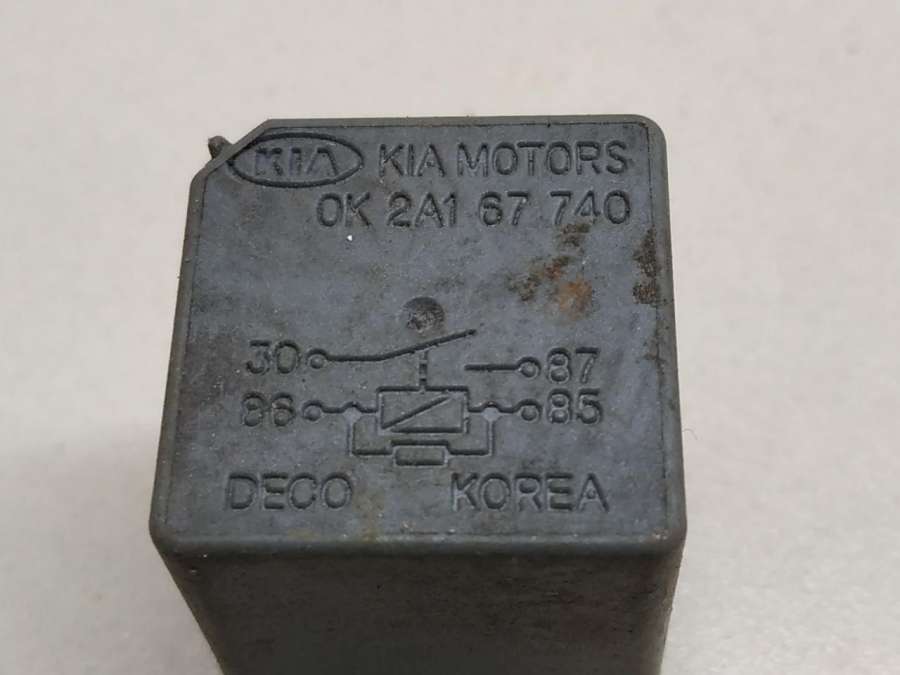 KIA KIA MOTORS
0K 2A1 67 740
30 87
86 85
DECO KOREA